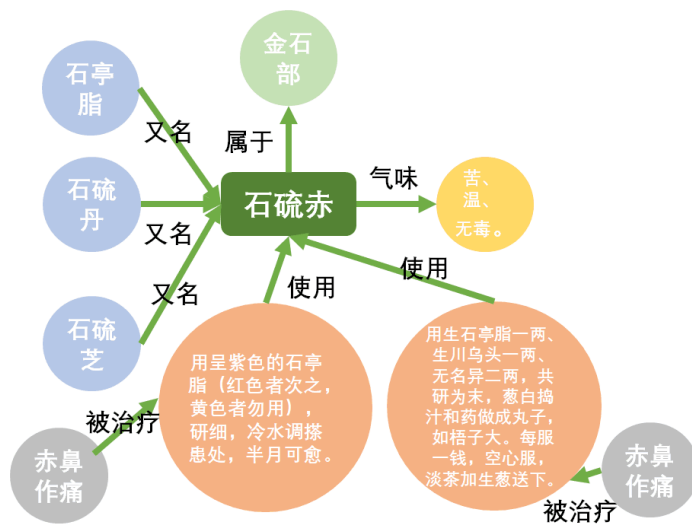 金石
部
石亭
脂
又名
属于
石硫
丹
石硫赤
气味
苦、
温、
无毒。
又名
又名
使用
使用
石硫
芝
用呈紫色的石亭
脂（红色者次之，
黄色者勿用），
研细，冷水调搽
患处，半月可愈。
用生石亭脂一两、
生川乌头一两、
无名异二两，共
研为末，葱白捣
汁和药做成丸子，
如梧子大。每服
一钱，空心服，
淡茶加生葱送下。
被治疗
赤鼻
作痛
赤鼻
作痛
被治疗